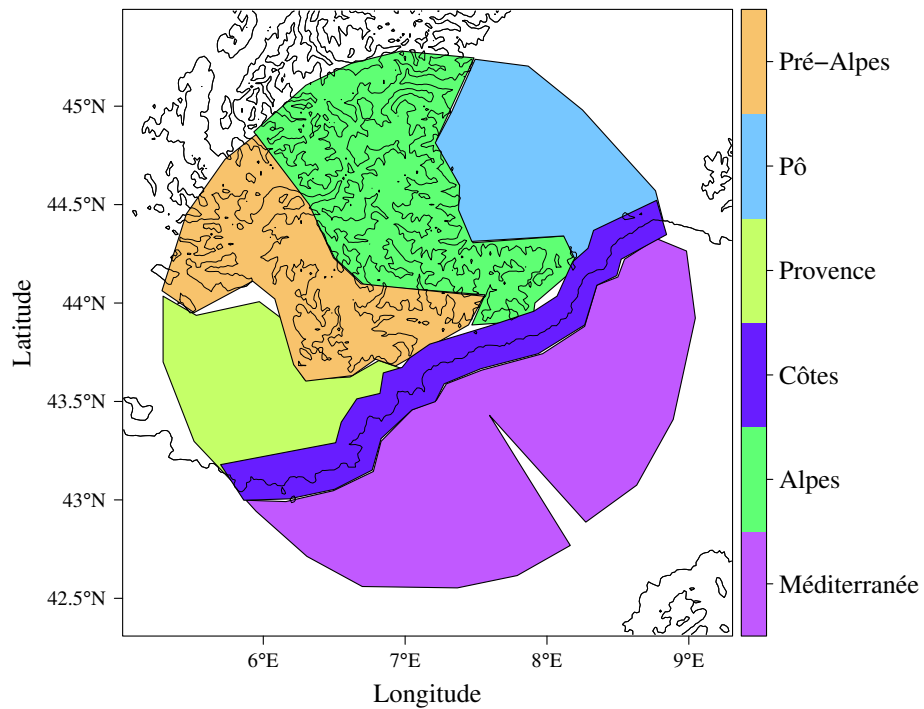 Pré−Alpes
45°N
Pô
44.5°N
Provence
44°N
Latitude
Côtes
43.5°N
Alpes
43°N
Méditerranée
42.5°N
6°E
7°E
8°E
9°E
Longitude